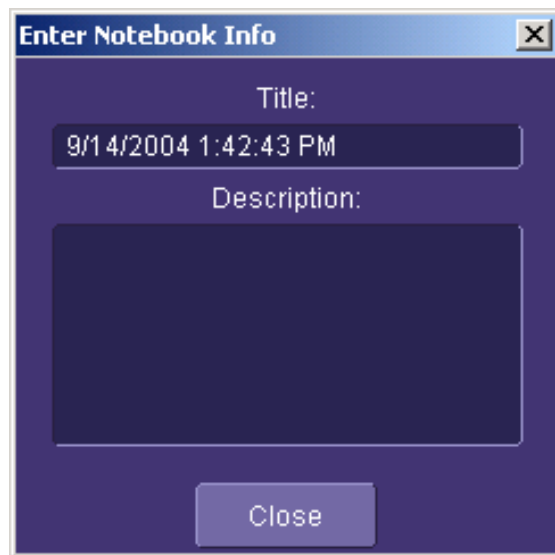 Enter Notebook Info
Title:
9/14/2004 1:42:43 PM
Description:
Close